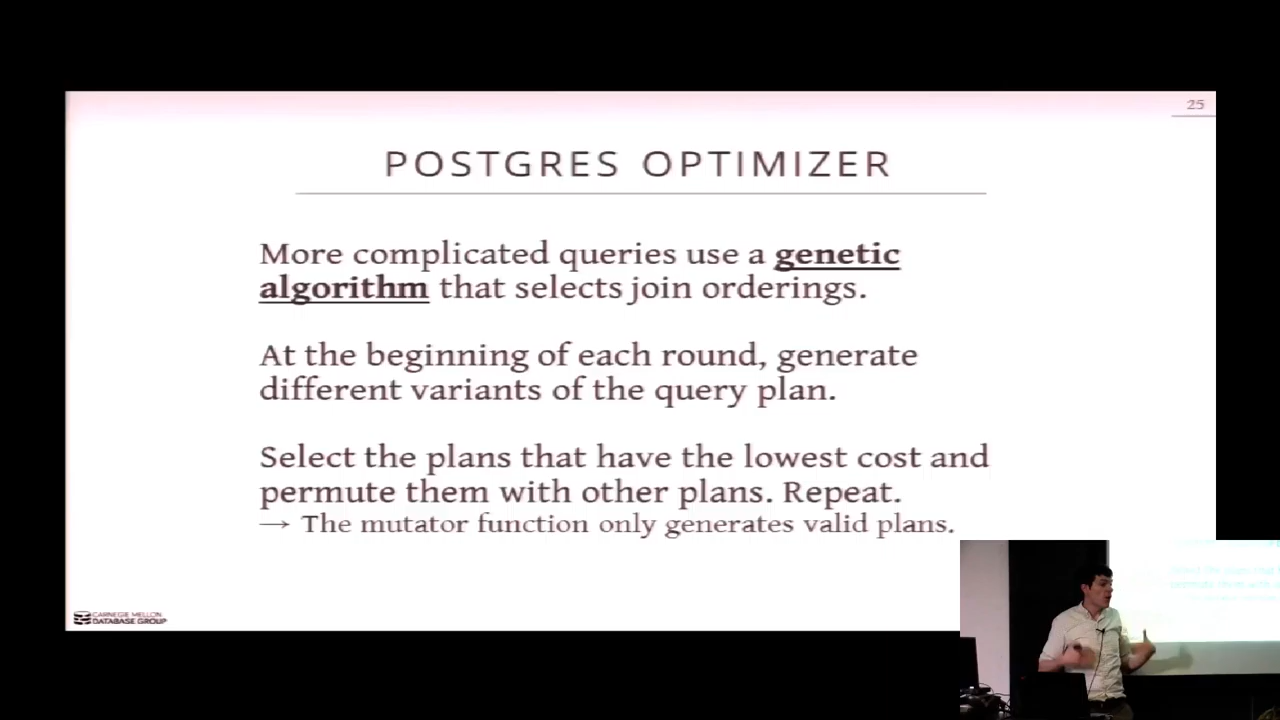 25
POSTGRES OPTIMIZER
More complicated queries use a genetic
algorithm that selects join orderings.
At the beginning of each round, generate
different variants of the query plan.
Select the plans that have the lowest cost and
permute them with other plans. Repeat.
→ The mutator function only generates valid plans.
CARNEGIE MELLON
DATABASE GROUP